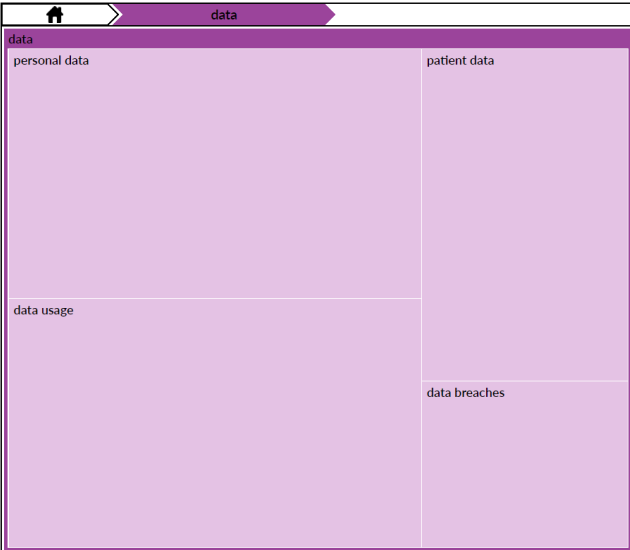 data
data
personal data
patient data
data usage
data breaches